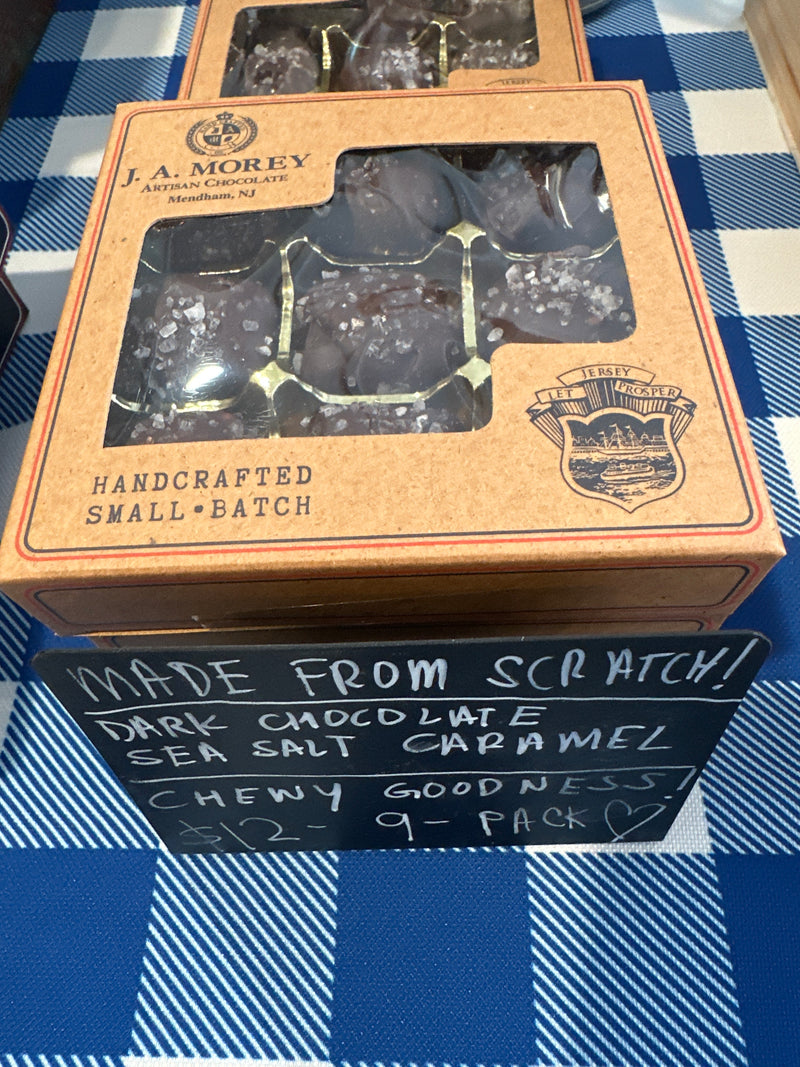 J. A. MOREY
ARTISAN CHOCOLATE
Mendham, NJ
JERSEY
LET PROSPER
HANDCRAFTED
SMALL•BATCH
MADE FROM SCRATCH!
DARK CHOCOLATE
SEA SALT CARAMEL
CHEWY GOODNESS!
$12- 9- PACK ♡